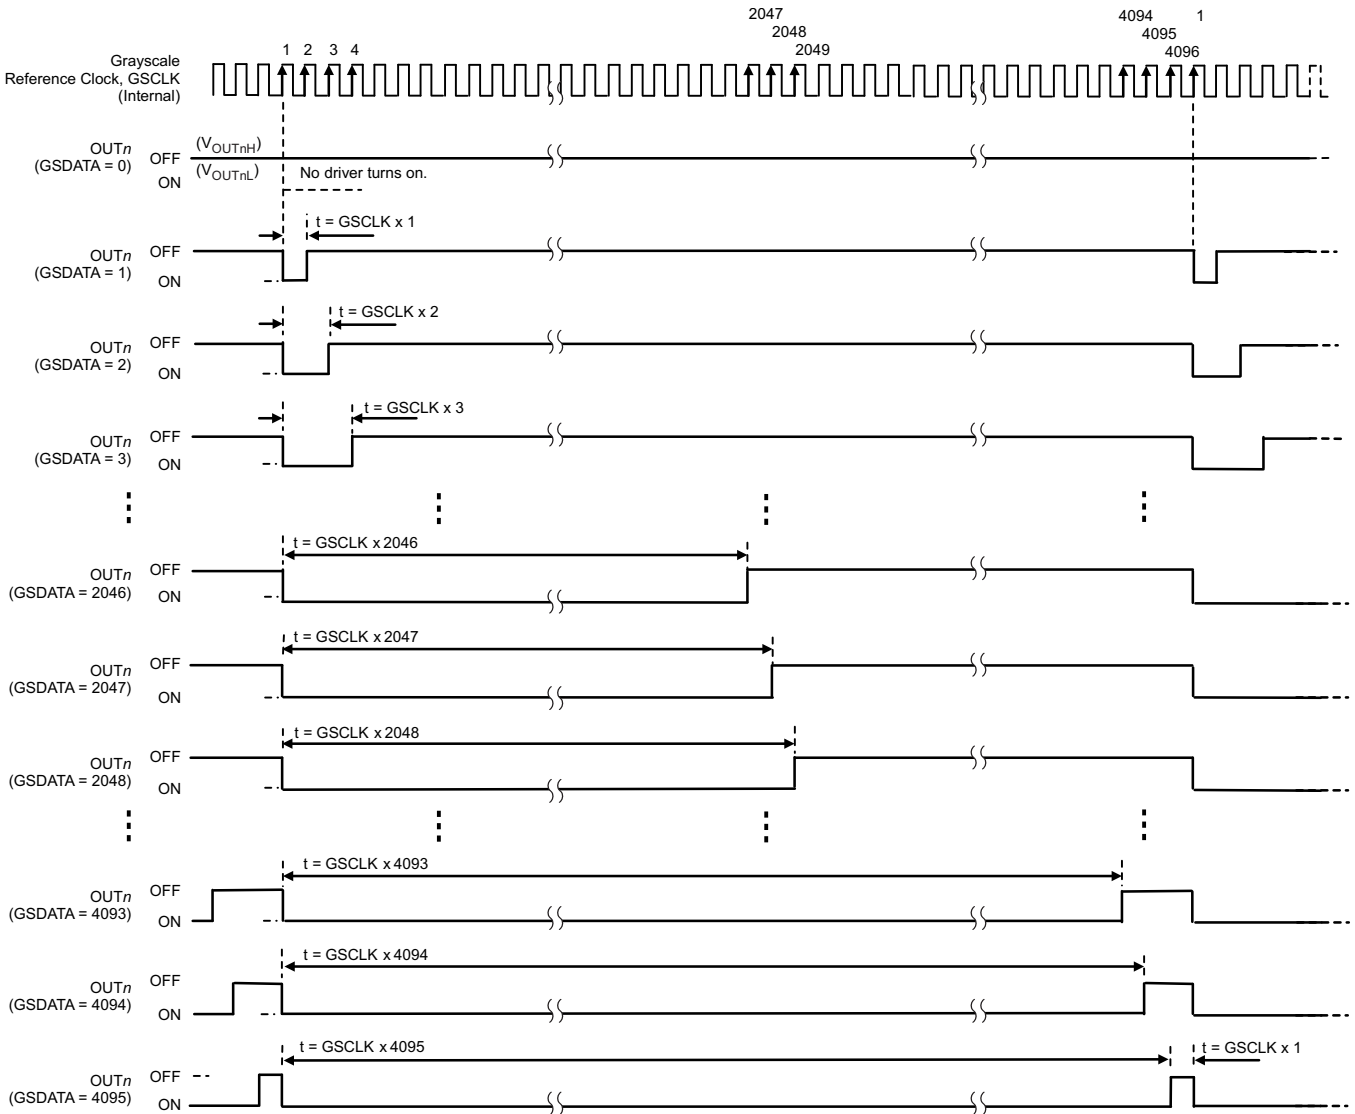 2047
2048
2049
4094
4095
4096
1
1 2 3 4
Grayscale
Reference Clock, GSCLK
(Internal)
OUTn
(GSDATA = 0)
OFF
ON
(VOUTnH)
(VOUTnL)
No driver turns on.
t = GSCLK x 1
OUTn
(GSDATA = 1)
OFF
ON
t = GSCLK x 2
OUTn
(GSDATA = 2)
OFF
ON
t = GSCLK x 3
OUTn
(GSDATA = 3)
OFF
ON
t = GSCLK x 2046
OUTn
(GSDATA = 2046)
OFF
ON
t = GSCLK x 2047
OUTn
(GSDATA = 2047)
OFF
ON
t = GSCLK x 2048
OUTn
(GSDATA = 2048)
OFF
ON
t = GSCLK x 4093
OUTn
(GSDATA = 4093)
OFF
ON
t = GSCLK x 4094
OUTn
(GSDATA = 4094)
OFF
ON
t = GSCLK x 4095
t = GSCLK x 1
OUTn
(GSDATA = 4095)
OFF
ON